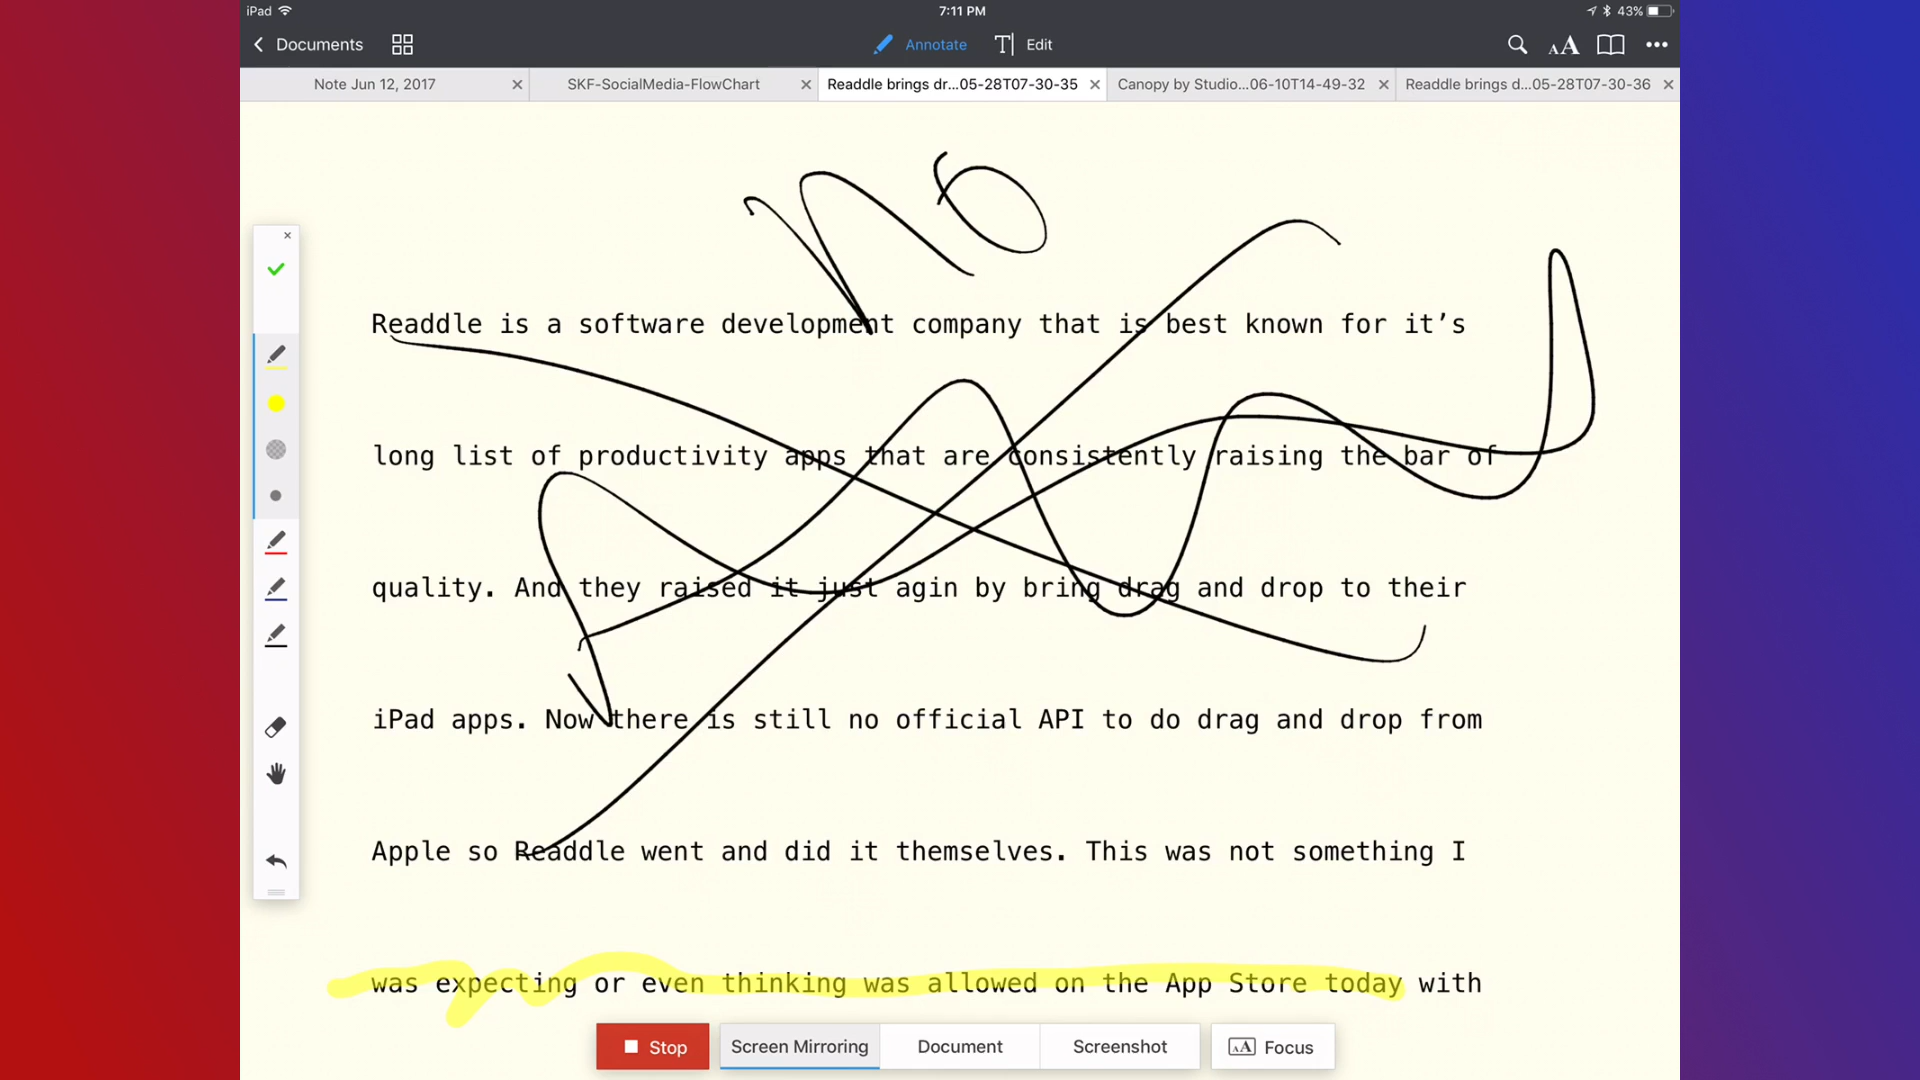 iPad 7:11 PM 43%
Documents Annotate T Edit AA
Note Jun 12, 2017 SKF-SocialMedia-FlowChart Readdle brings dr...05-28T07-30-35 Canopy by Studio...06-10T14-49-32 Readdle brings d...05-28T07-30-36
no
Readdle is a software development company that is best known for it’s
long list of productivity apps that are consistently raising the bar of
quality. And they raised it just agin by bring drag and drop to their
iPad apps. Now there is still no official API to do drag and drop from
Apple so Readdle went and did it themselves. This was not something I
was expecting or even thinking was allowed on the App Store today with
Stop Screen Mirroring Document Screenshot AA Focus